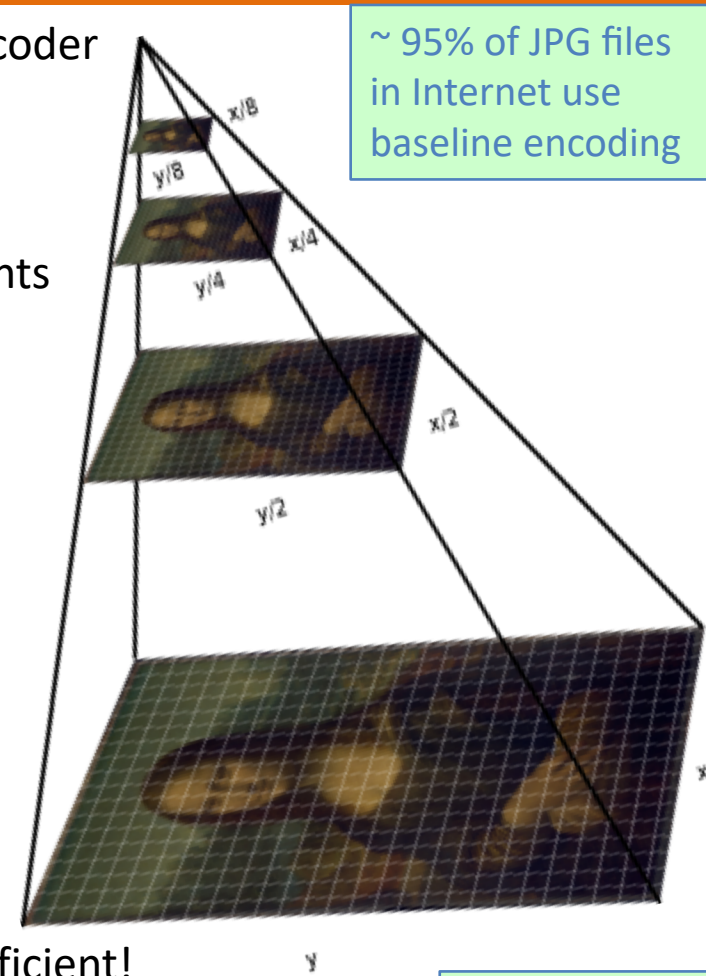 coder
~ 95% of JPG files
in Internet use
baseline encoding
x/8
y/8
x/4
nts
y/4
x/2
y/2
x
ficient!
y